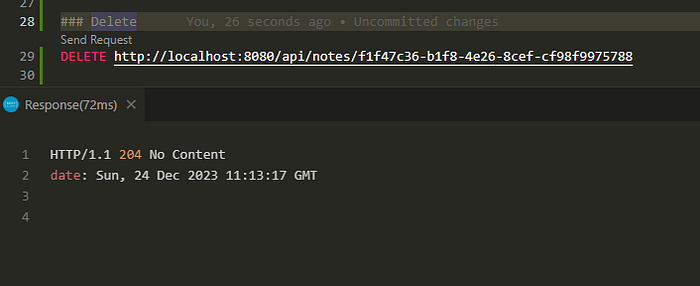 27
28 ### Delete You, 26 seconds ago • Uncommitted changes
Send Request
29 DELETE http://localhost:8080/api/notes/f1f47c36-b1f8-4e26-8cef-cf98f9975788
30
Response(72ms) ×
1 HTTP/1.1 204 No Content
2 date: Sun, 24 Dec 2023 11:13:17 GMT
3
4